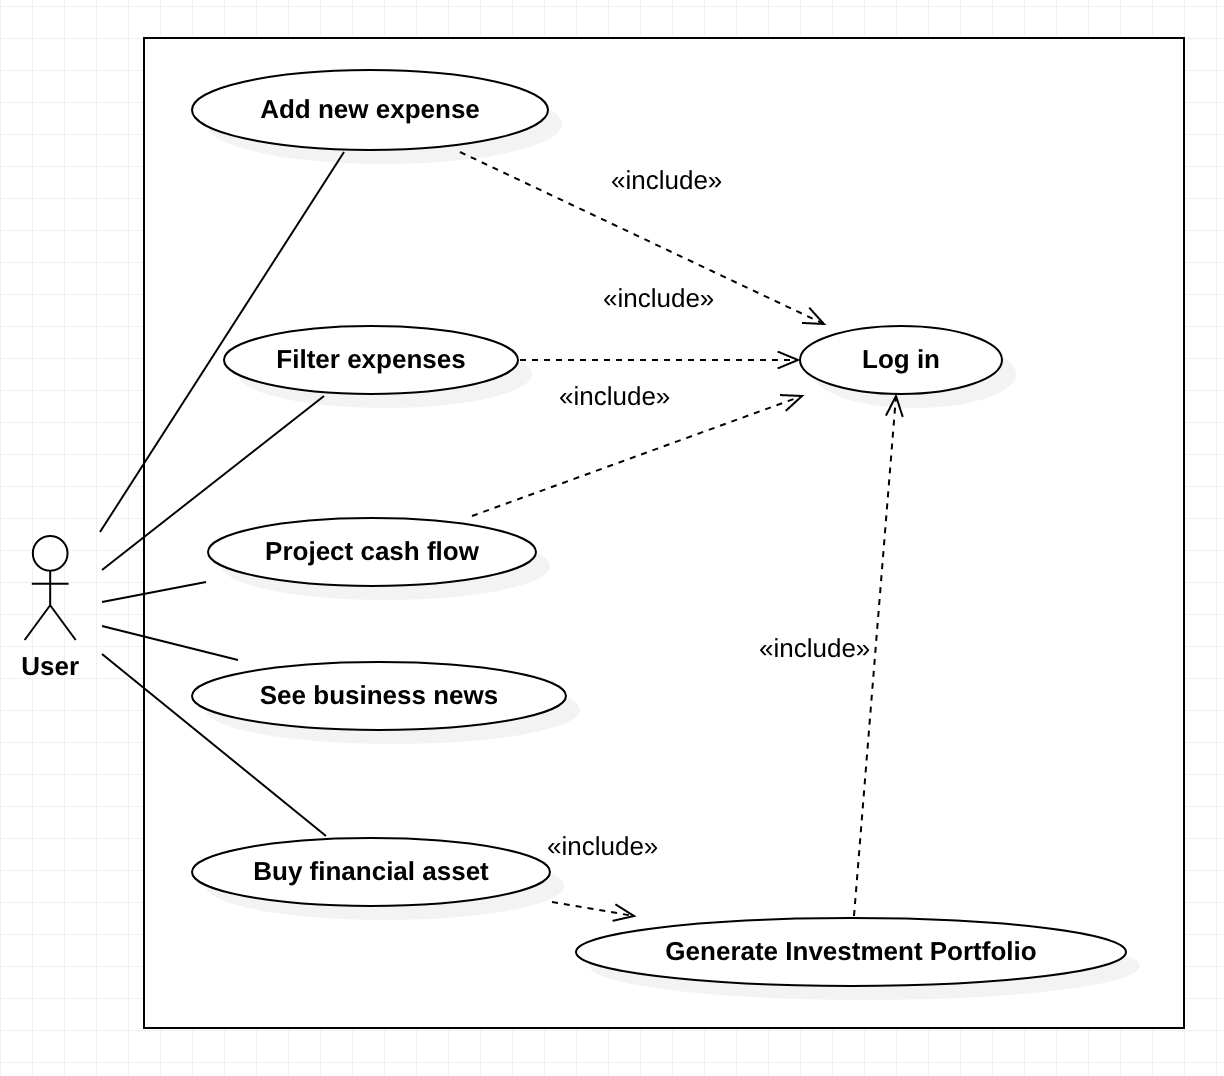 Add new expense
«include»
«include»
Filter expenses
Log in
«include»
Project cash flow
«include»
User
See business news
«include»
Buy financial asset
Generate Investment Portfolio